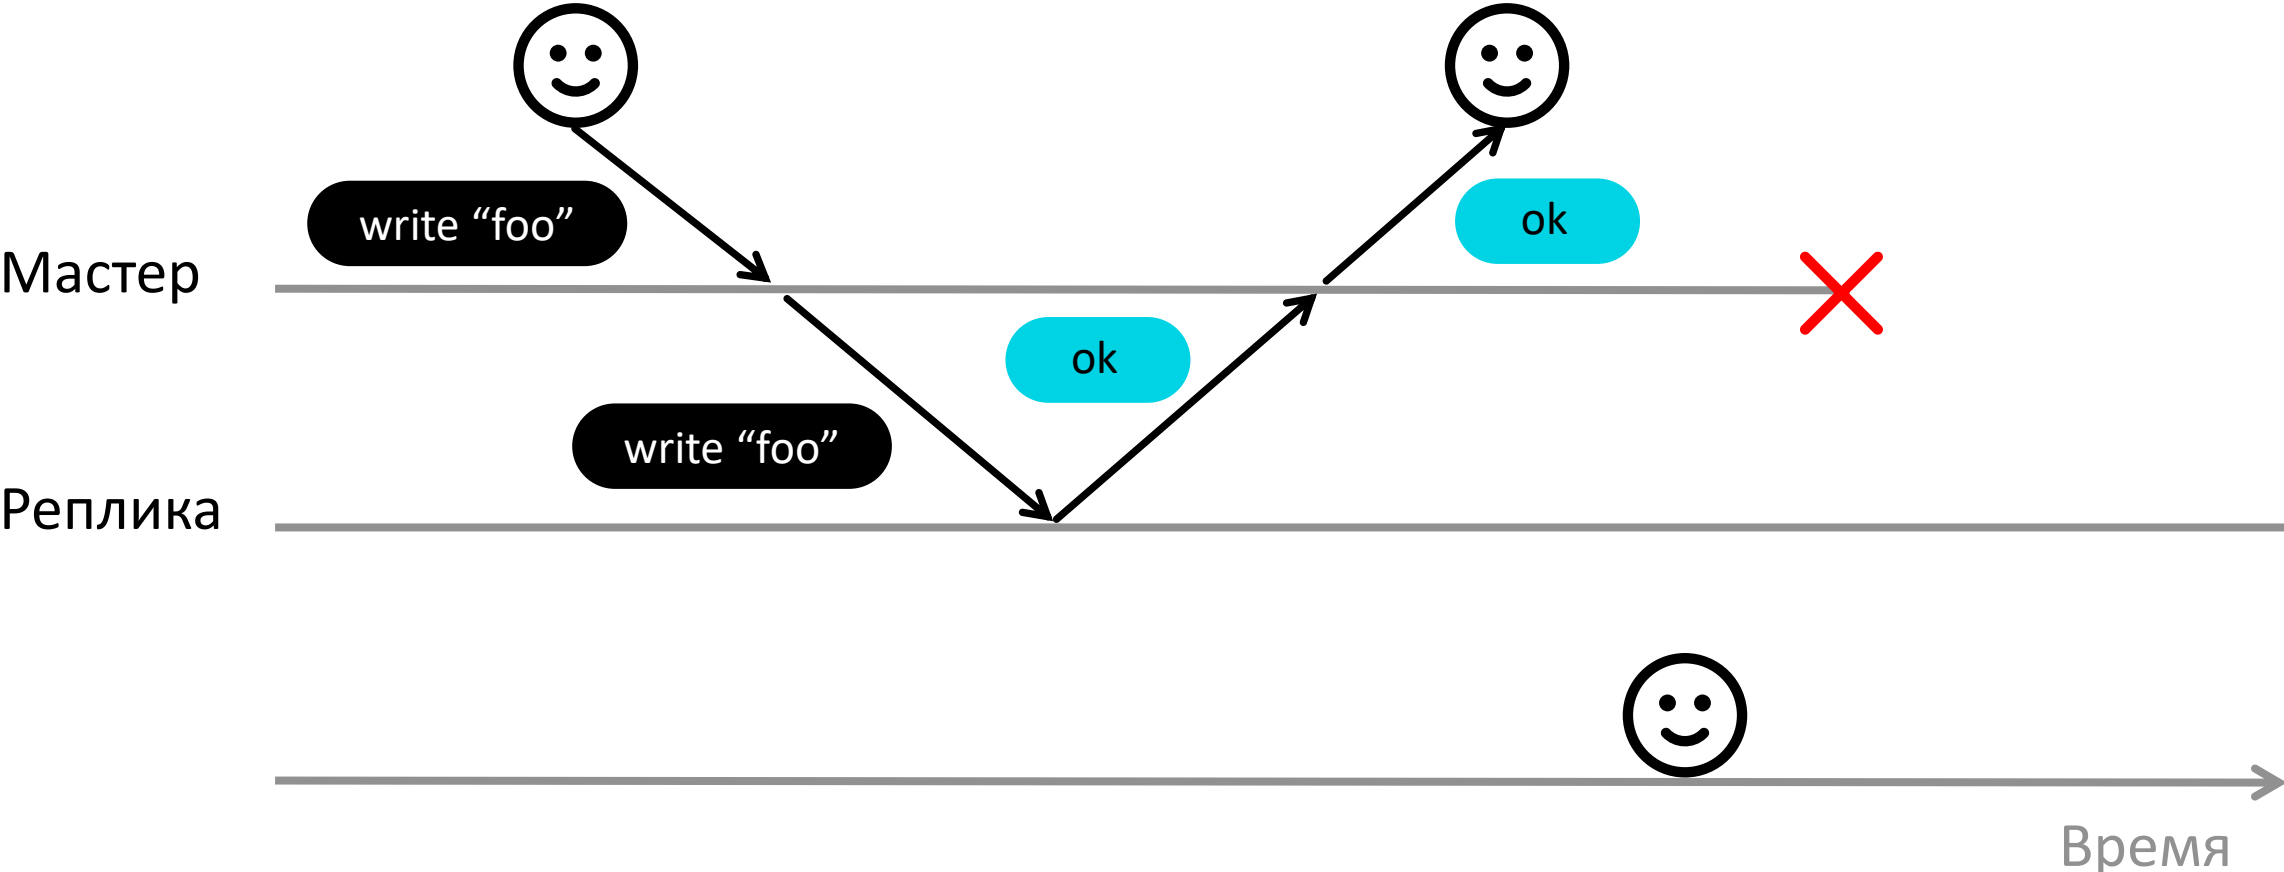 write “foo”
ok
Мастер
ok
write “foo”
Реплика
Время